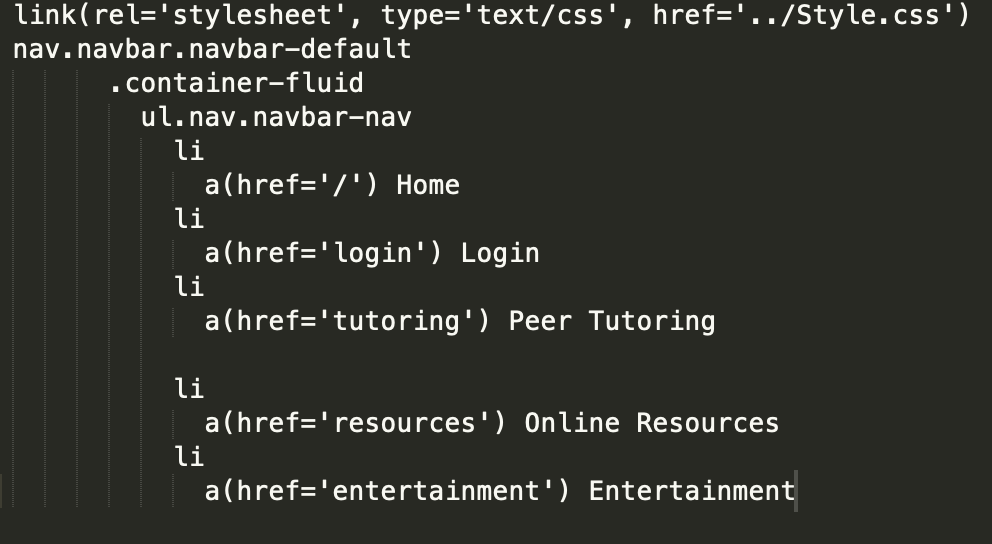 link(rel='stylesheet', type='text/css', href='../Style.css')
nav.navbar.navbar-default
      .container-fluid
        ul.nav.navbar-nav
          li
            a(href='/') Home
          li
            a(href='login') Login
          li
            a(href='tutoring') Peer Tutoring

          li
            a(href='resources') Online Resources
          li
            a(href='entertainment') Entertainment